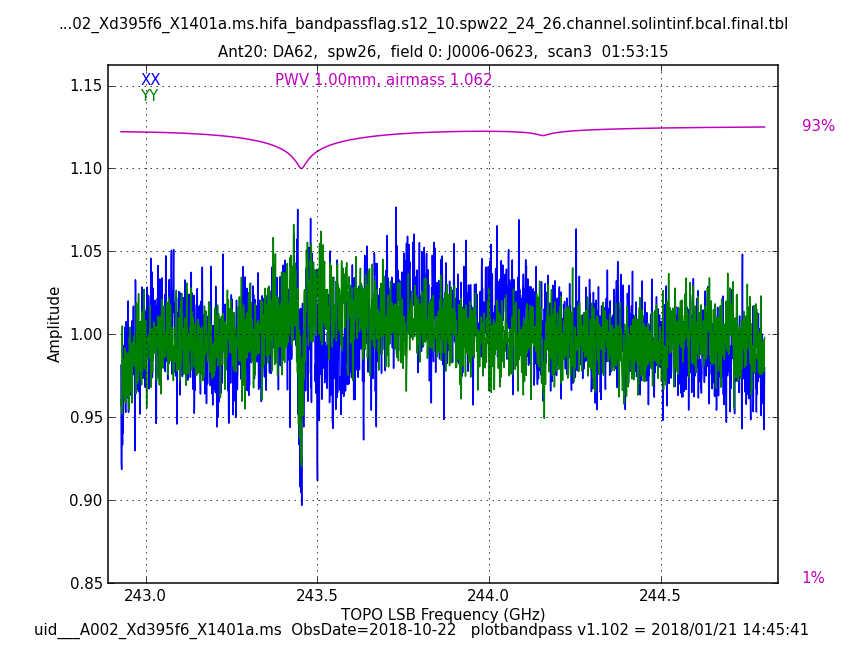 ...02_Xd395f6_X1401a.ms.hifa_bandpassflag.s12_10.spw22_24_26.channel.solintinf.bcal.final.tbl
Ant20: DA62,  spw26,  field 0: J0006-0623,  scan3  01:53:15
XX
YY
PWV 1.00mm, airmass 1.062
93%
1%
1.15
1.10
1.05
1.00
0.95
0.90
0.85
Amplitude
243.0 243.5 244.0 244.5
TOPO LSB Frequency (GHz)
uid___A002_Xd395f6_X1401a.ms  ObsDate=2018-10-22   plotbandpass v1.102 = 2018/01/21 14:45:41